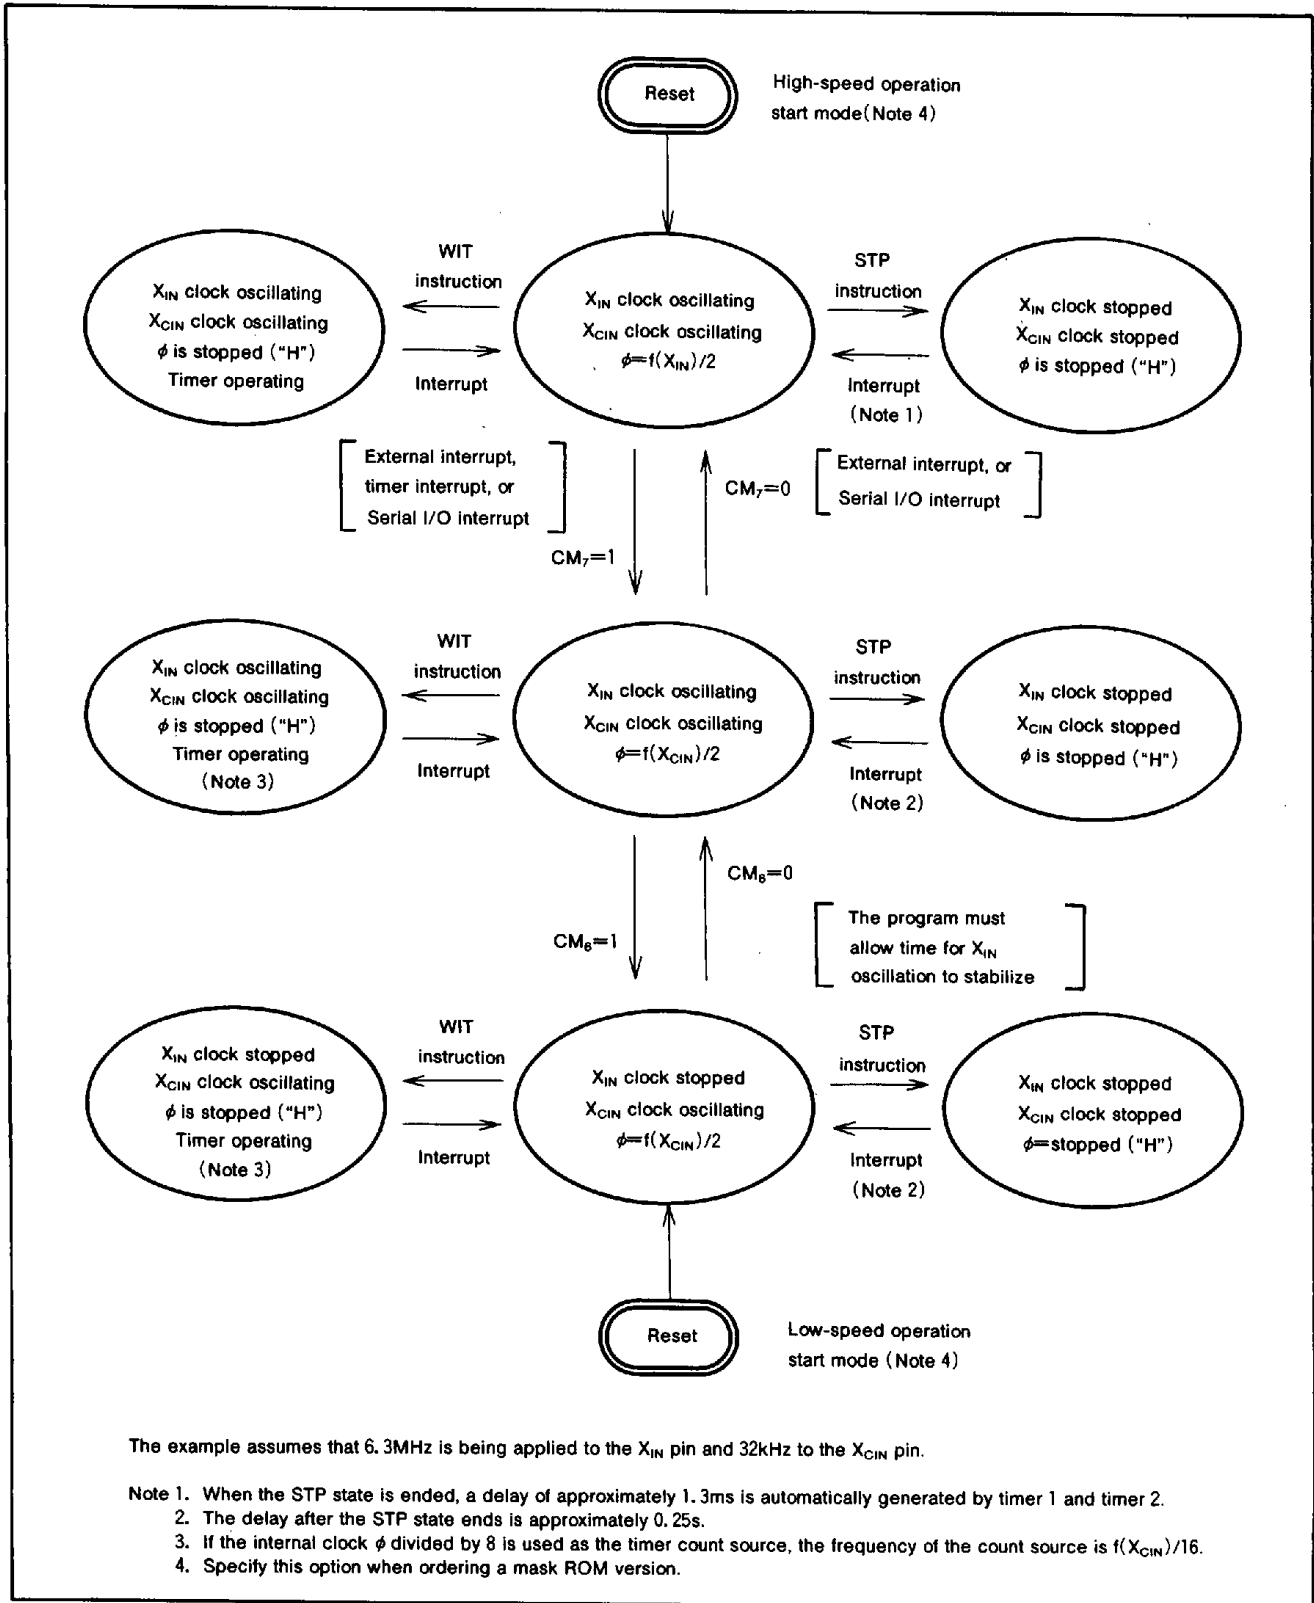 Reset
High-speed operation
start mode(Note 4)
WIT
instruction
Interrupt
STP
instruction
Interrupt
(Note 1)
X_IN clock oscillating
X_CIN clock oscillating
ϕ is stopped ("H")
Timer operating
X_IN clock oscillating
X_CIN clock oscillating
ϕ=f(X_IN)/2
X_IN clock stopped
X_CIN clock stopped
ϕ is stopped ("H")
External interrupt,
timer interrupt, or
Serial I/O interrupt
CM₇=1
CM₇=0
External interrupt, or
Serial I/O interrupt
WIT
instruction
Interrupt
STP
instruction
Interrupt
(Note 2)
X_IN clock oscillating
X_CIN clock oscillating
ϕ is stopped ("H")
Timer operating
(Note 3)
X_IN clock oscillating
X_CIN clock oscillating
ϕ=f(X_CIN)/2
X_IN clock stopped
X_CIN clock stopped
ϕ is stopped ("H")
CM₆=1
CM₆=0
The program must
allow time for X_IN
oscillation to stabilize
WIT
instruction
Interrupt
STP
instruction
Interrupt
(Note 2)
X_IN clock stopped
X_CIN clock oscillating
ϕ is stopped ("H")
Timer operating
(Note 3)
X_IN clock stopped
X_CIN clock oscillating
ϕ=f(X_CIN)/2
X_IN clock stopped
X_CIN clock stopped
ϕ=stopped ("H")
Reset
Low-speed operation
start mode (Note 4)
The example assumes that 6.3MHz is being applied to the X_IN pin and 32kHz to the X_CIN pin.
Note 1. When the STP state is ended, a delay of approximately 1.3ms is automatically generated by timer 1 and timer 2.
2. The delay after the STP state ends is approximately 0.25s.
3. If the internal clock ϕ divided by 8 is used as the timer count source, the frequency of the count source is f(X_CIN)/16.
4. Specify this option when ordering a mask ROM version.